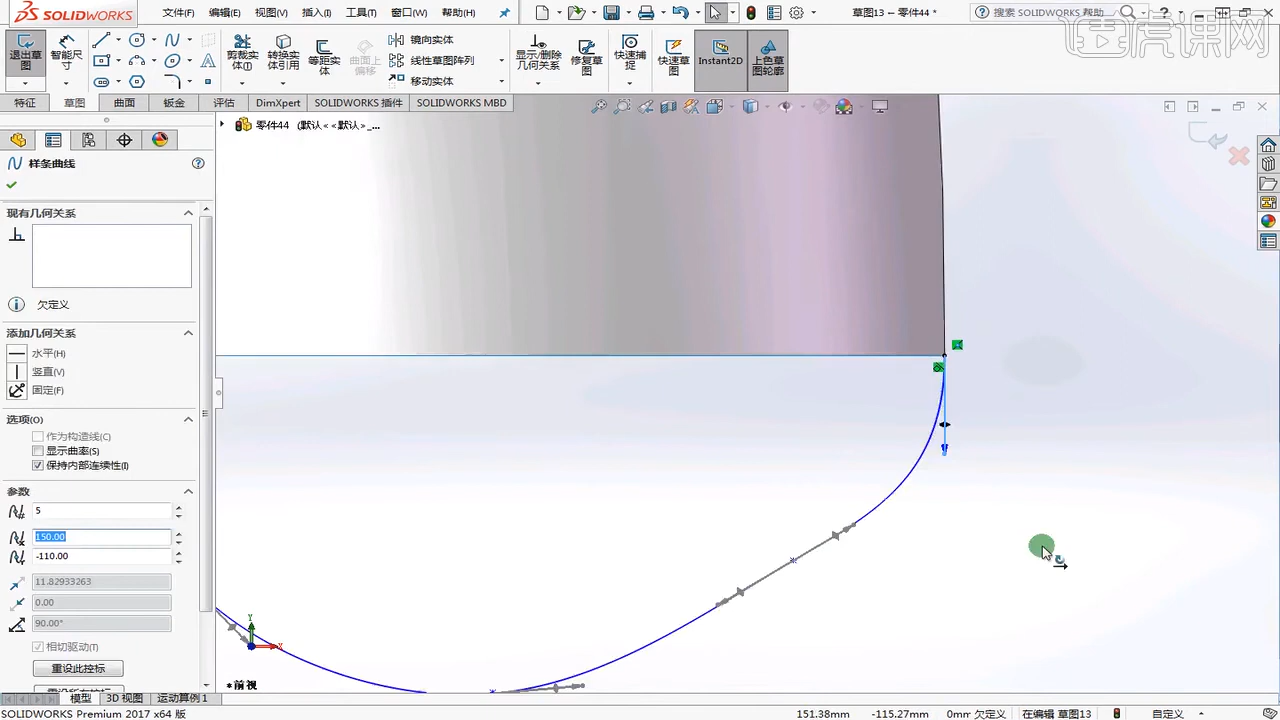 SOLIDWORKS
文件(F) 编辑(E) 视图(V) 插入(I) 工具(T) 窗口(W) 帮助(H)
草图13 - 零件44 *
搜索 SOLIDWORKS 帮助
虎课网
退出草图
智能尺寸
剪裁实体(T)
转换实体引用
等距实体
曲面上偏移
镜向实体
线性草图阵列
移动实体
显示/删除几何关系
修复草图
快速捕捉
快速草图
Instant2D
上色草图轮廓
特征 草图 曲面 钣金 评估 DimXpert SOLIDWORKS 插件 SOLIDWORKS MBD
零件44 (默认<<默认>_...
样条曲线
现有几何关系
欠定义
添加几何关系
水平(H)
竖直(V)
固定(F)
选项(O)
作为构造线(C)
显示曲率(S)
保持内部连续性(I)
参数
5
150.00
-110.00
11.82933263
0.00
90.00°
相切驱动(T)
重设此控标
Y
X
*前视
模型 3D 视图 运动算例 1
SOLIDWORKS Premium 2017 x64 版
151.38mm -115.27mm 0mm 欠定义 在编辑 草图13 自定义